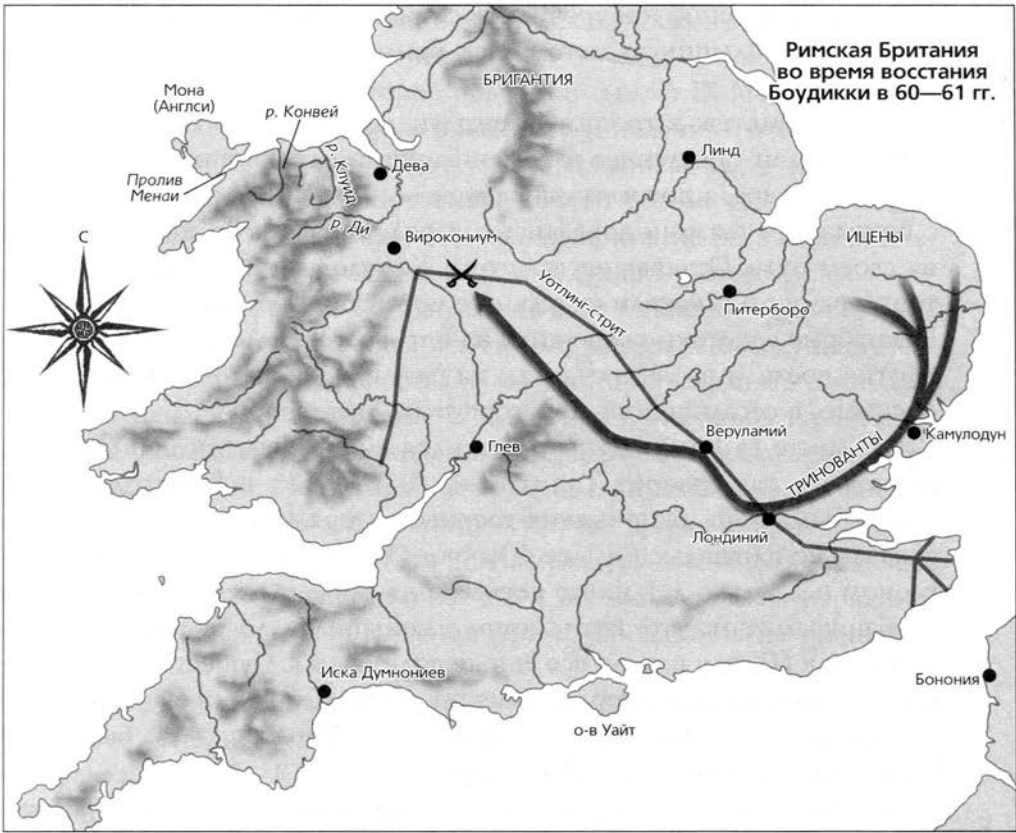 Римская Британия
во время восстания
Боудикки в 60—61 гг.
БРИГАНТИЯ
Мона
(Англси)
р. Конвей
р. Клуид
Дева
Линд
Пролив
Менаи
р. Ди
Вирокониум
ИЦЕНЫ
С
Уотлинг-стрит
Питерборо
Глев
Веруламий
Камулодун
ТРИНОВАНТЫ
Лондиний
Иска Думнониев
Бонония
о-в Уайт